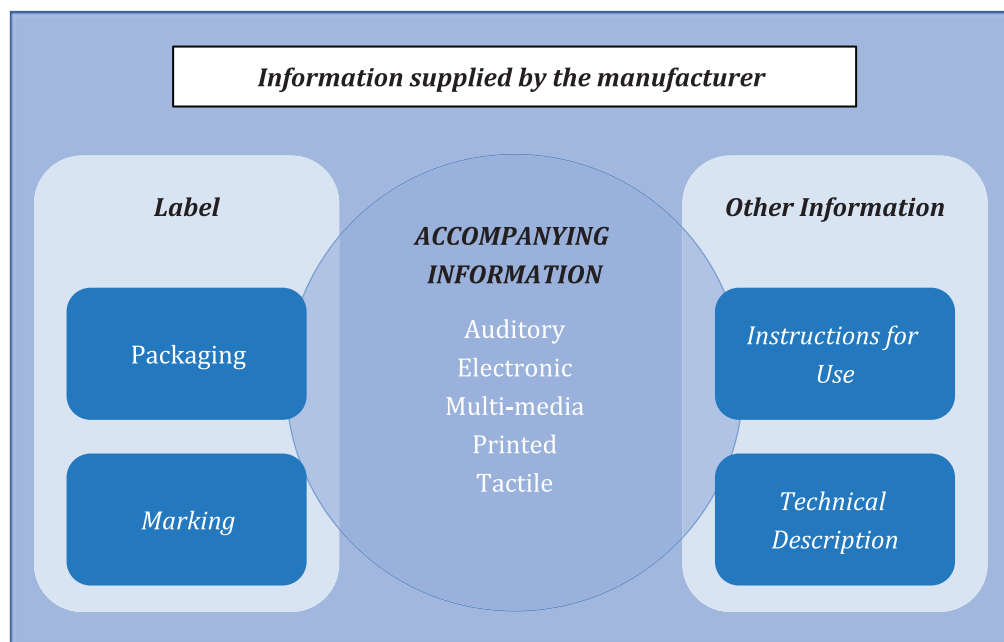 Information supplied by the manufacturer
Label
Packaging
Marking
ACCOMPANYING
INFORMATION
Auditory
Electronic
Multi-media
Printed
Tactile
Other Information
Instructions for
Use
Technical
Description